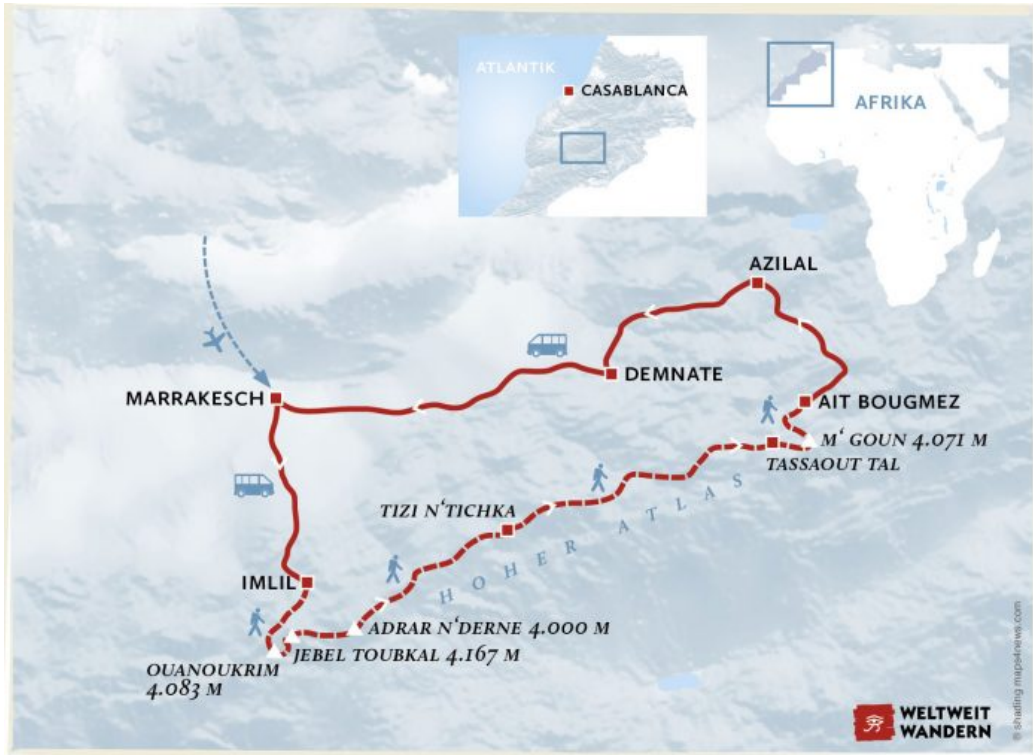 ATLANTIK
CASABLANCA
AFRIKA
AZILAL
DEMNATE
MARRAKESCH
AIT BOUGMEZ
M‘ GOUN 4.071 M
TASSAOUT TAL
TIZI N‘TICHKA
HOHER ATLAS
IMLIL
ADRAR N‘DERNE 4.000 M
JEBEL TOUBKAL 4.167 M
OUANOUKRIM
4.083 M
WELTWEIT
WANDERN
© shading maps4news.com